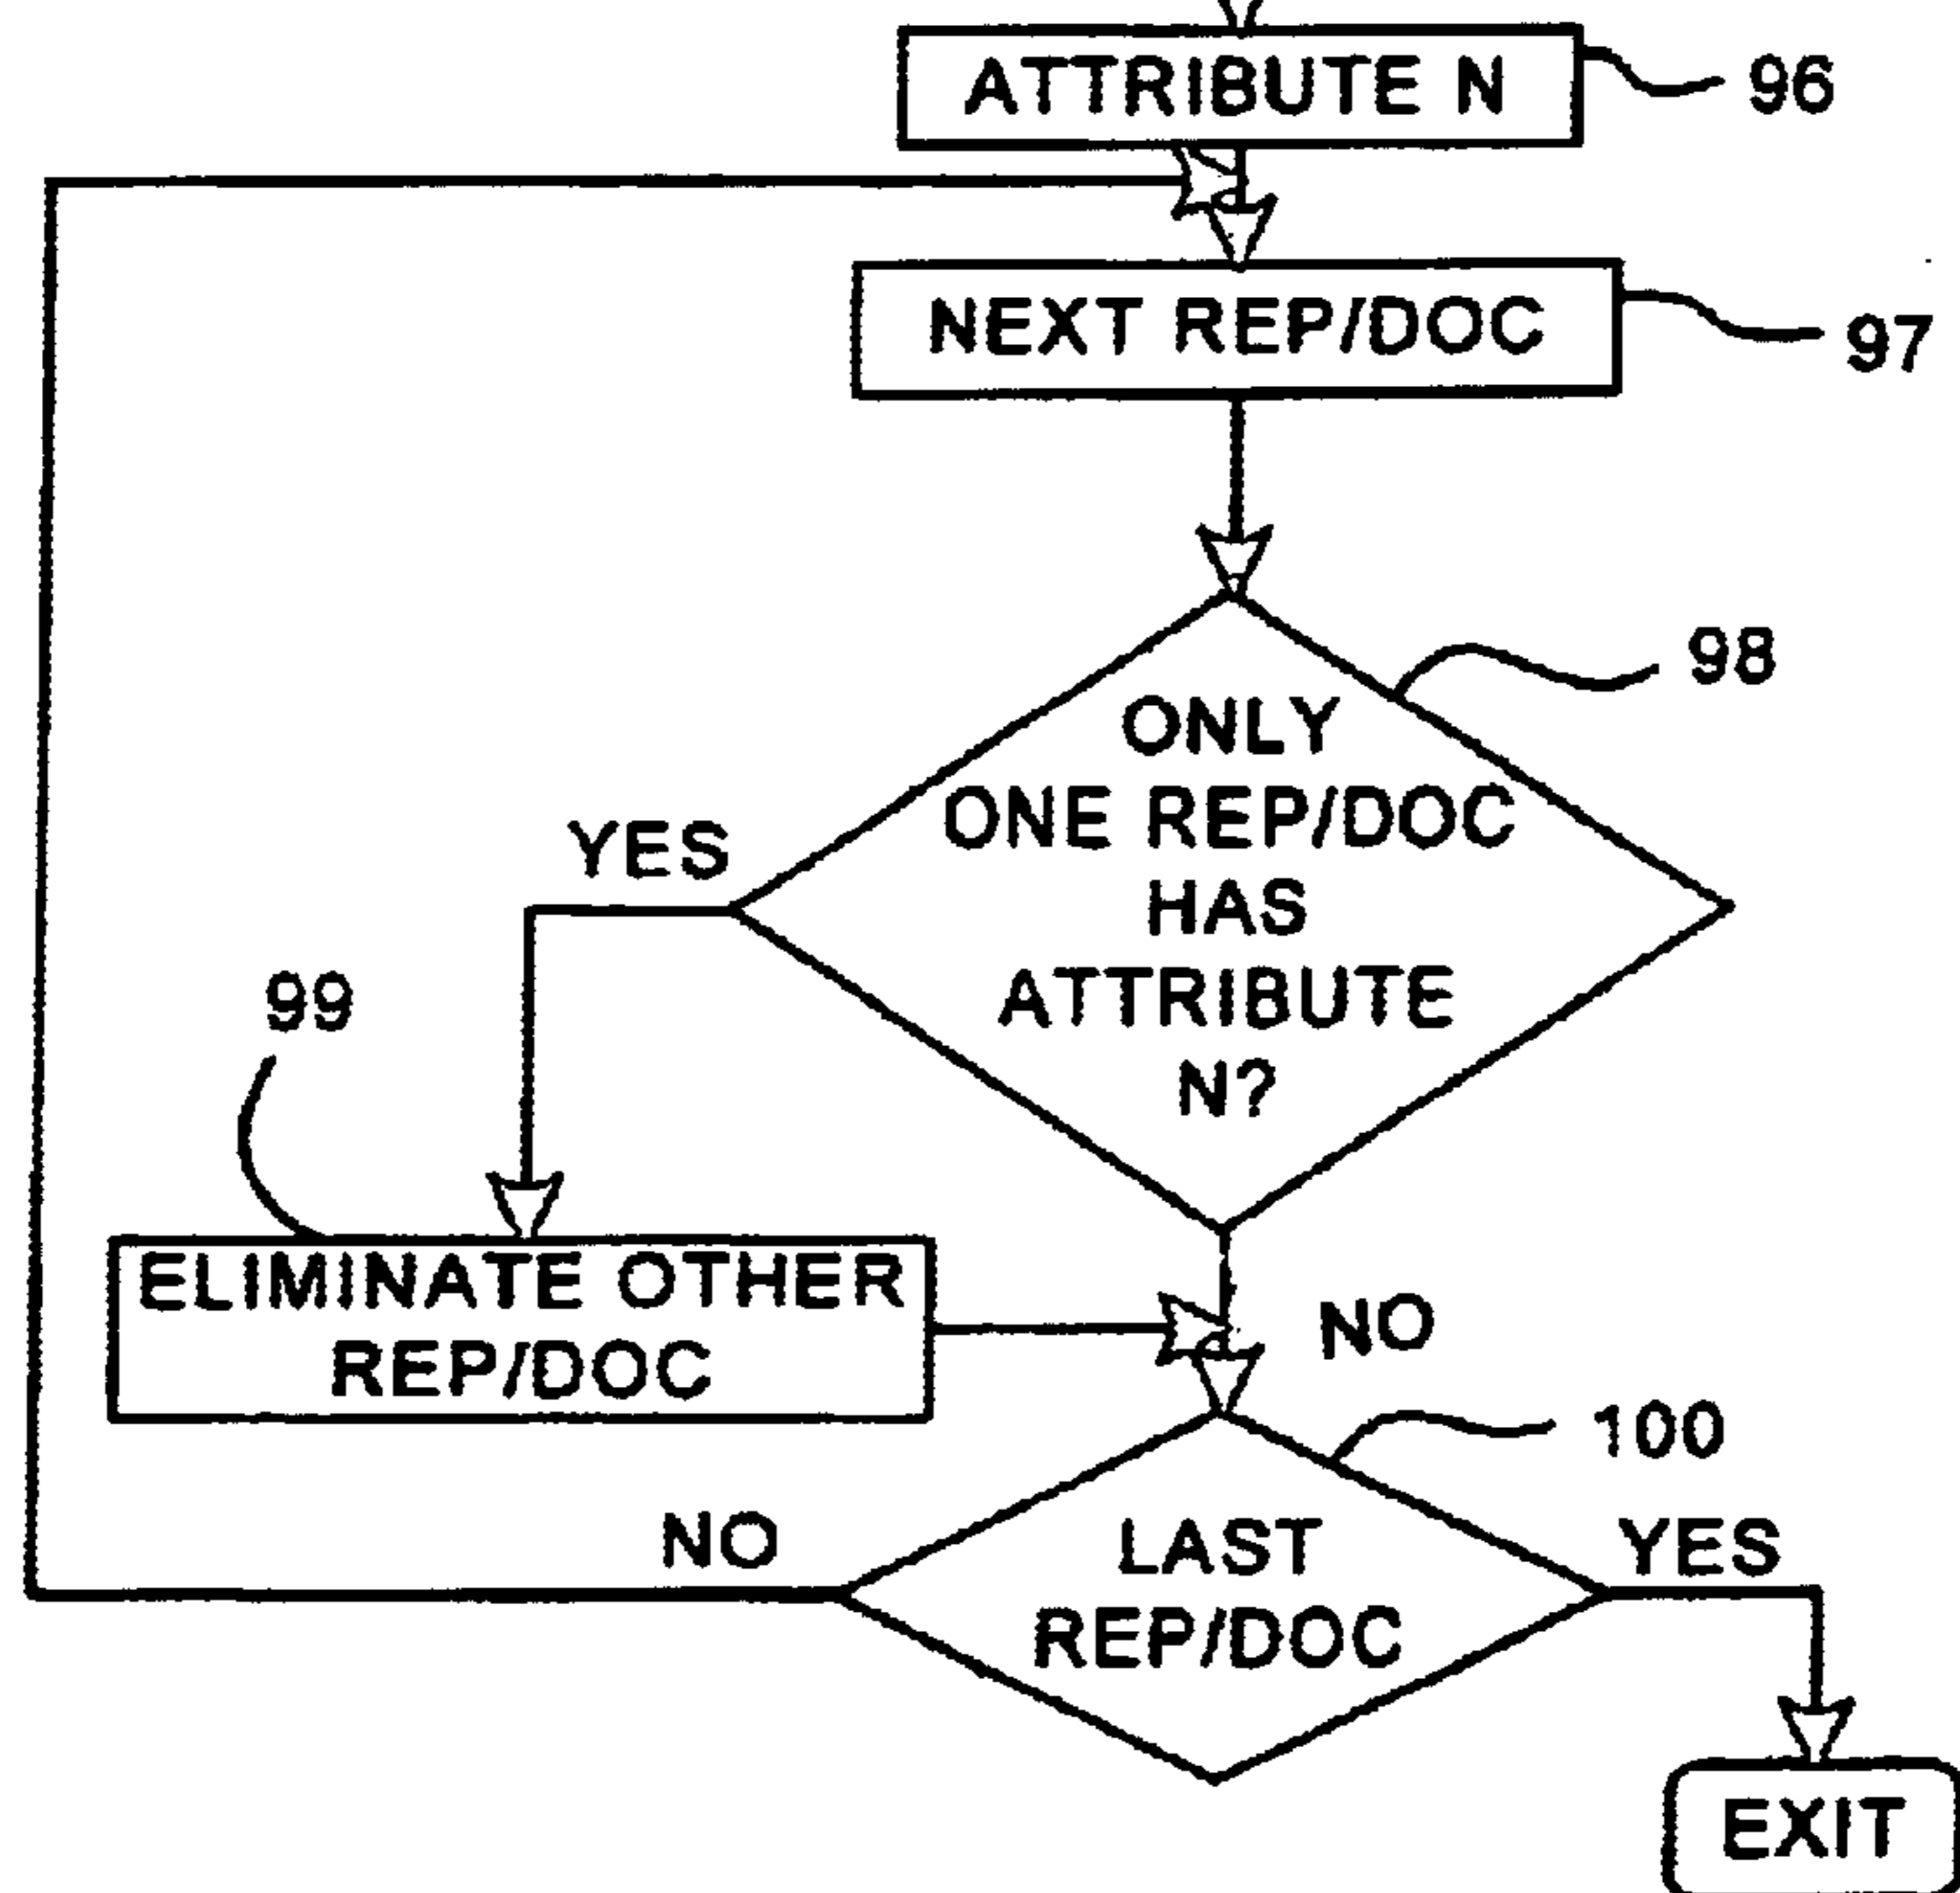 ATTRIBUTE N
96
NEXT REP/DOC
97
98
ONLY
ONE REP/DOC
HAS
ATTRIBUTE
N?
YES
99
ELIMINATE OTHER
REP/DOC
NO
100
NO
LAST
REP/DOC
YES
EXIT